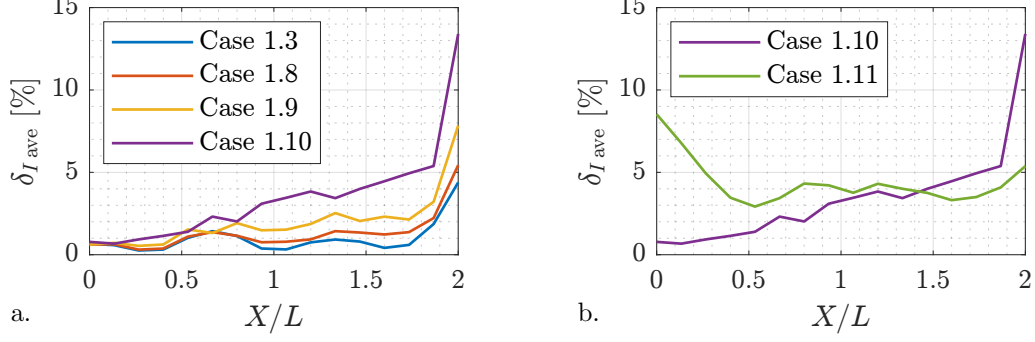 15
10
5
0
δ_I ave [%]
Case 1.3
Case 1.8
Case 1.9
Case 1.10
0 0.5 1 1.5 2
X/L
a.
15
10
5
0
δ_I ave [%]
Case 1.10
Case 1.11
0 0.5 1 1.5 2
X/L
b.